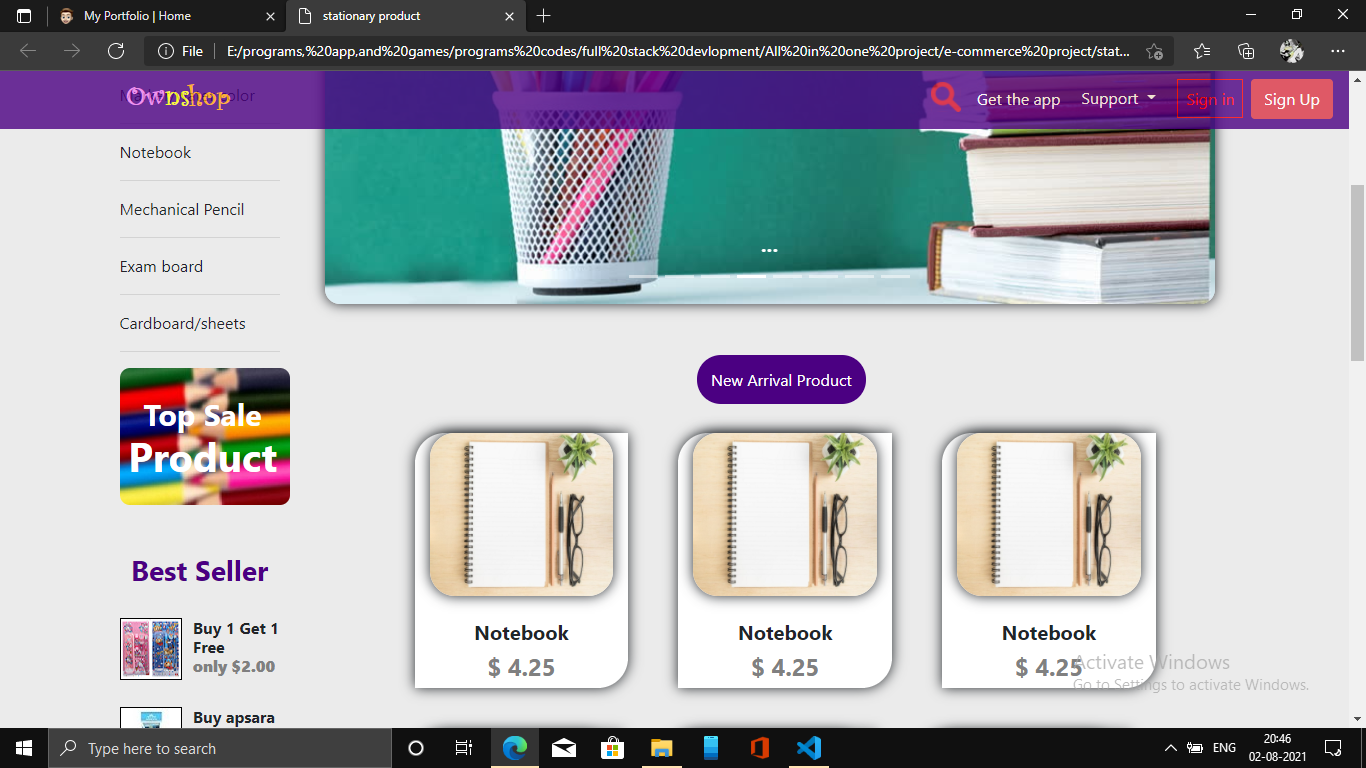 My Portfolio | Home
stationary product
File
E:/programs,%20app,and%20games/programs%20codes/full%20stack%20devlopment/All%20in%20one%20project/e-commerce%20project/stat...
Ownshop
Get the app
Support
Sign in
Sign Up
Notebook
Mechanical Pencil
Exam board
Cardboard/sheets
...
New Arrival Product
Top Sale
Product
Best Seller
Buy 1 Get 1
Free
only $2.00
Buy apsara
Notebook
$ 4.25
Notebook
$ 4.25
Notebook
$ 4.25
Activate Windows
Go to Settings to activate Windows.
Type here to search
ENG
20:46
02-08-2021